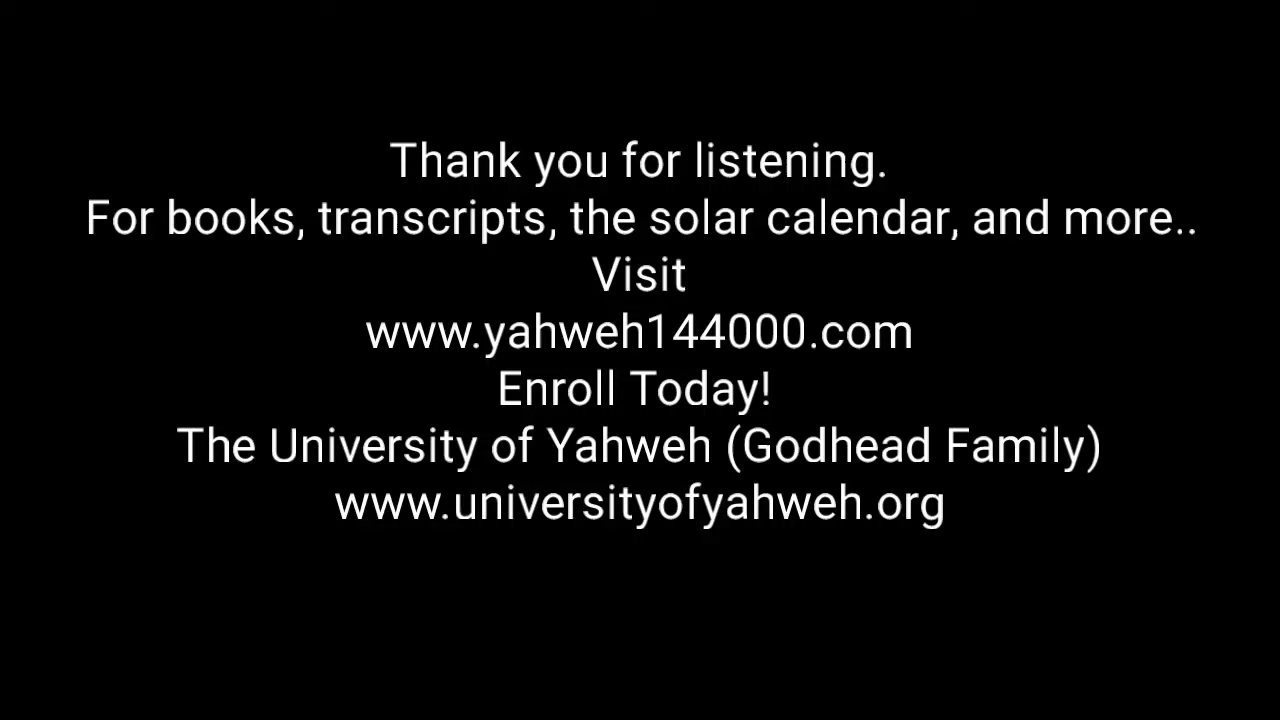 Thank you for listening.
For books, transcripts, the solar calendar, and more..
Visit
www.yahweh144000.com
Enroll Today!
The University of Yahweh (Godhead Family)
www.universityofyahweh.org